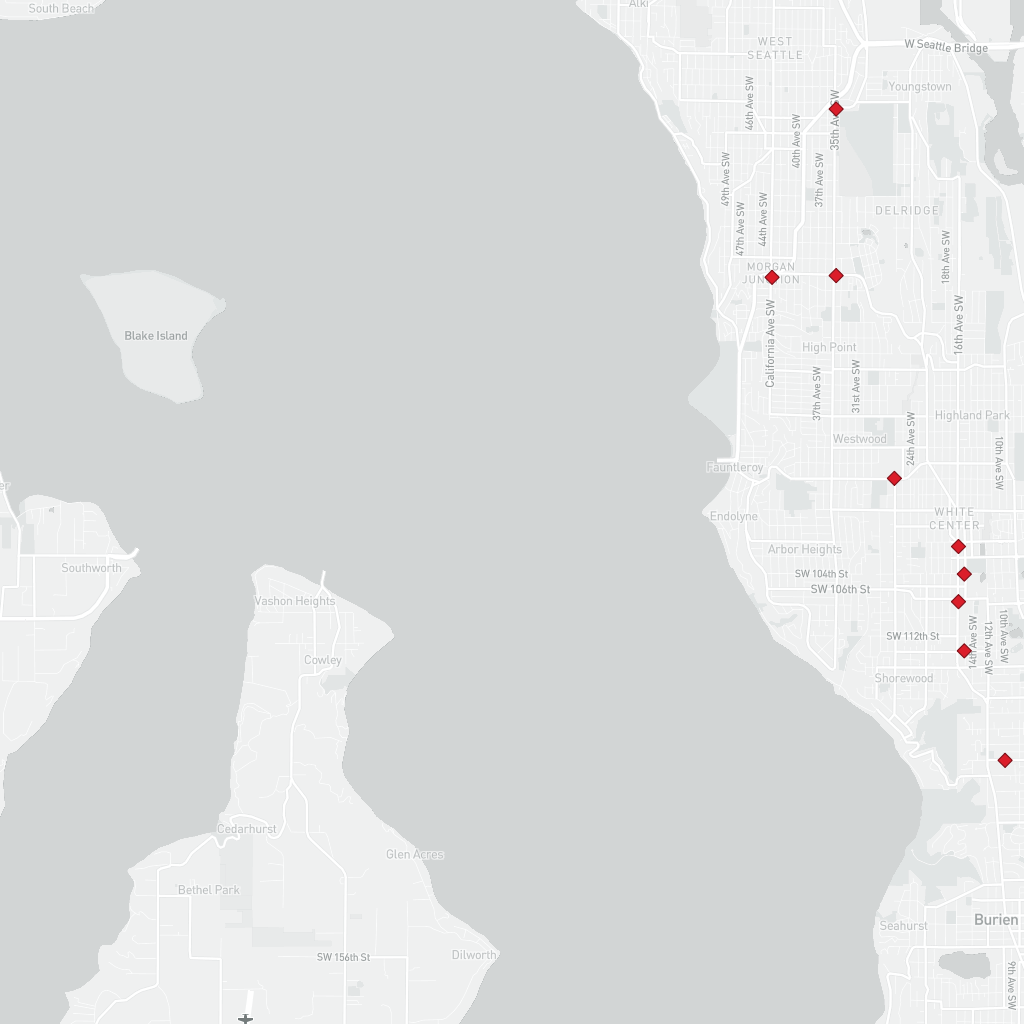 South Beach
Alki
WEST
SEATTLE
W Seattle Bridge
Youngstown
46th Ave SW
35th Ave SW
40th Ave SW
49th Ave SW
37th Ave SW
44th Ave SW
47th Ave SW
DELRIDGE
18th Ave SW
MORGAN
JUNCTION
Blake Island
California Ave SW
16th Ave SW
High Point
37th Ave SW
31st Ave SW
Highland Park
24th Ave SW
Westwood
10th Ave SW
Fauntleroy
Endolyne
WHITE
CENTER
Arbor Heights
Southworth
SW 104th St
SW 106th St
Vashon Heights
SW 112th St
14th Ave SW
12th Ave SW
10th Ave SW
Cowley
Shorewood
Cedarhurst
Glen Acres
Bethel Park
Burien
Seahurst
Dilworth
SW 156th St
9th Ave SW